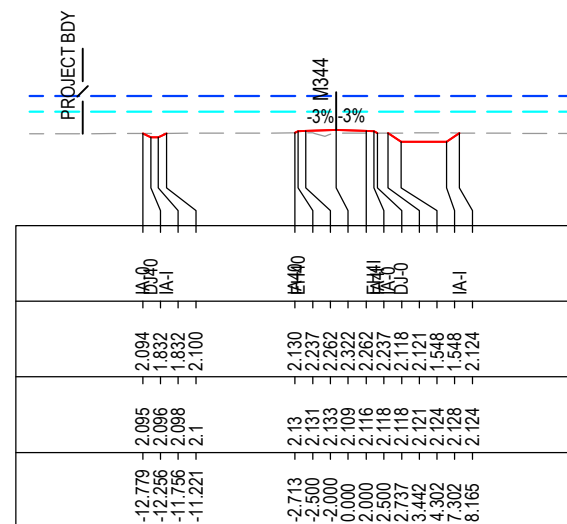 PROJECT BDY
M344
-3% -3%
IA-0
DJ40
IA-I
IA-0
DJ-0
IA-I
2.094 1.832 1.832 2.100 2.130 2.237 2.262 2.322 2.262 2.237 2.118 2.121 1.548 1.548 2.124
2.095 2.096 2.098 2.1 2.13 2.131 2.133 2.109 2.116 2.118 2.118 2.121 2.124 2.128 2.124
-12.779 -12.256 -11.756 -11.221 -2.713 -2.500 -2.000 0.000 2.000 2.500 2.737 3.442 4.302 7.302 8.165